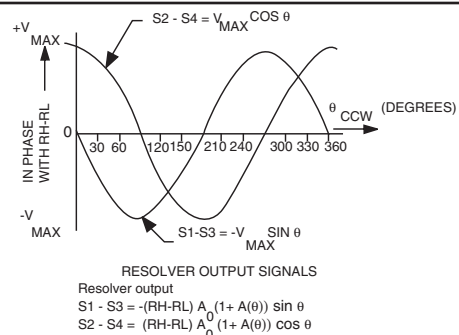 +V MAX
S2 - S4 = V MAX COS θ
IN PHASE
WITH RH-RL
θ CCW (DEGREES)
0
30 60 120 150 210 240 300 330 360
-V MAX
S1-S3 = -V MAX SIN θ
RESOLVER OUTPUT SIGNALS
Resolver output
S1 - S3 = -(RH-RL) A0 (1+ A(θ)) sin θ
S2 - S4 = (RH-RL) A0 (1+ A(θ)) cos θ